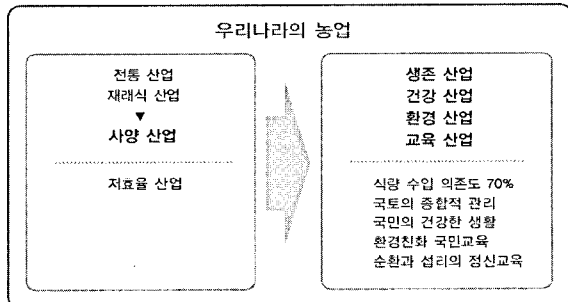 우리나라의 농업
전통 산업
재래식 산업
▼
사양 산업
저효율 산업
생존 산업
건강 산업
환경 산업
교육 산업
식량 수입 의존도 70%
국토의 종합적 관리
국민의 건강한 생활
환경친화 국민교육
순환과 섭리의 정신교육